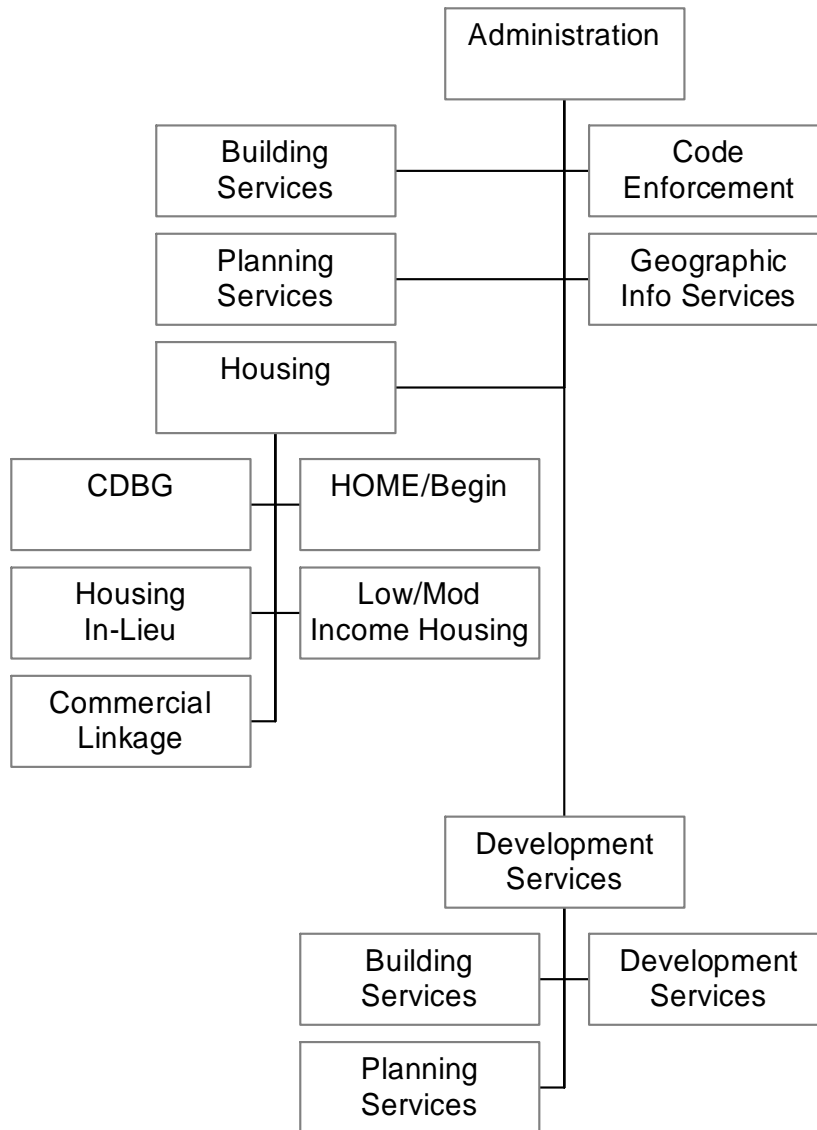 Administration
Building
Services
Code
Enforcement
Planning
Services
Geographic
Info Services
Housing
CDBG
HOME/Begin
Housing
In-Lieu
Low/Mod
Income Housing
Commercial
Linkage
Development
Services
Building
Services
Development
Services
Planning
Services